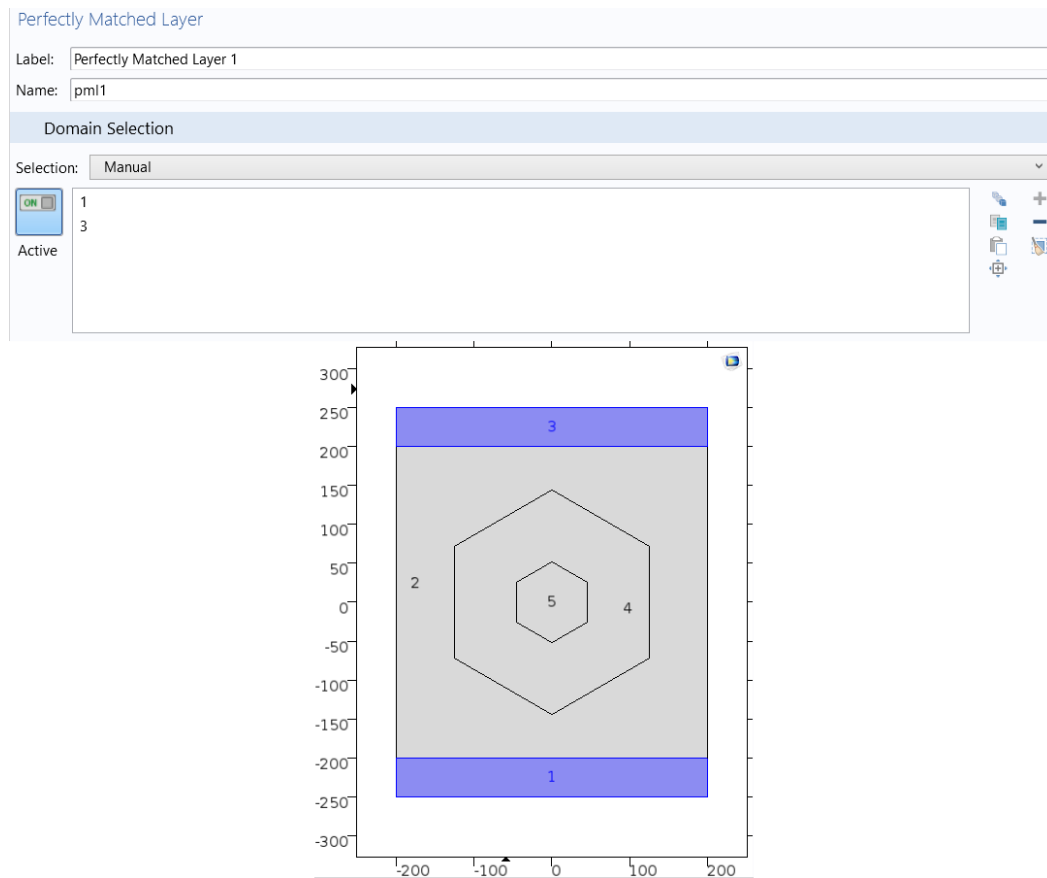 Perfectly Matched Layer
Label: Perfectly Matched Layer 1
Name: pml1
Domain Selection
Selection: Manual
ON
1
3
Active
300
250
3
200
150
100
50
2
5
4
0
-50
-100
-150
-200
1
-250
-300
-200 -100 0 100 200